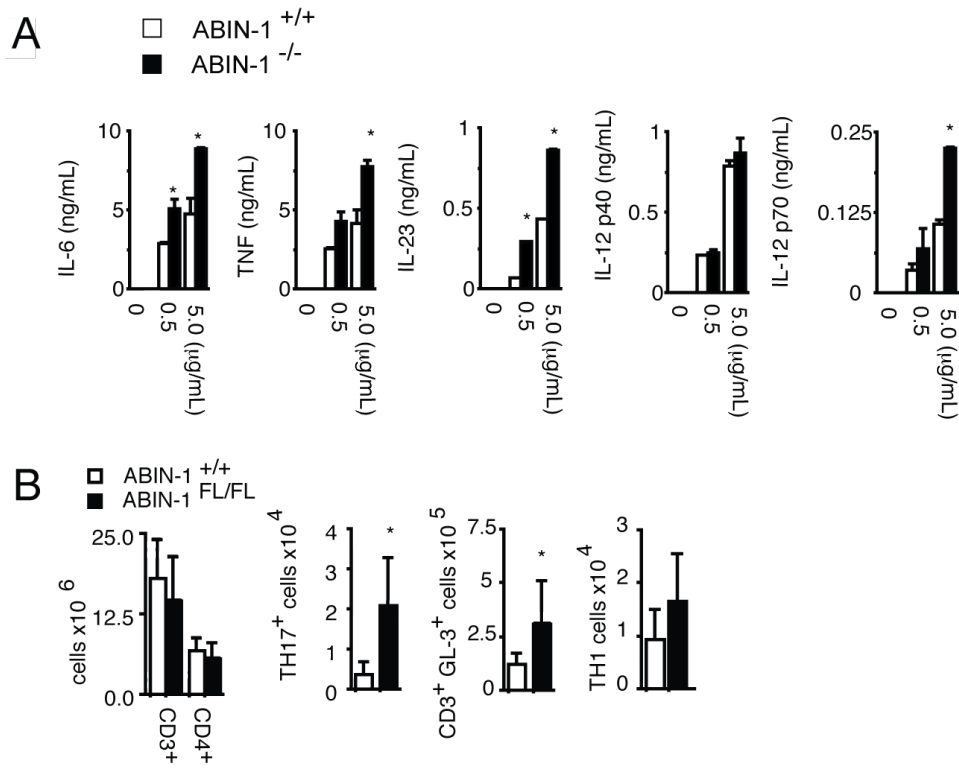 A
ABIN-1 +/+
ABIN-1 -/-
IL-6 (ng/mL)
10
5
0
*
*
0
0.5
5.0 (µg/mL)
TNF (ng/mL)
10
5
0
*
0
0.5
5.0 (µg/mL)
IL-23 (ng/mL)
1
0.5
0
*
*
0
0.5
5.0 (µg/mL)
IL-12 p40 (ng/mL)
1
0.5
0
0
0.5
5.0 (µg/mL)
IL-12 p70 (ng/mL)
0.25
0.125
0
*
0
0.5
5.0 (µg/mL)
B
ABIN-1 +/+
ABIN-1 FL/FL
cells x10 6
25.0
12.5
0.0
CD3+
CD4+
TH17+ cells x10 4
4
3
2
1
0
*
CD3+ GL-3+ cells x10 5
7.5
5
2.5
0
*
TH1 cells x10 4
3
2
1
0